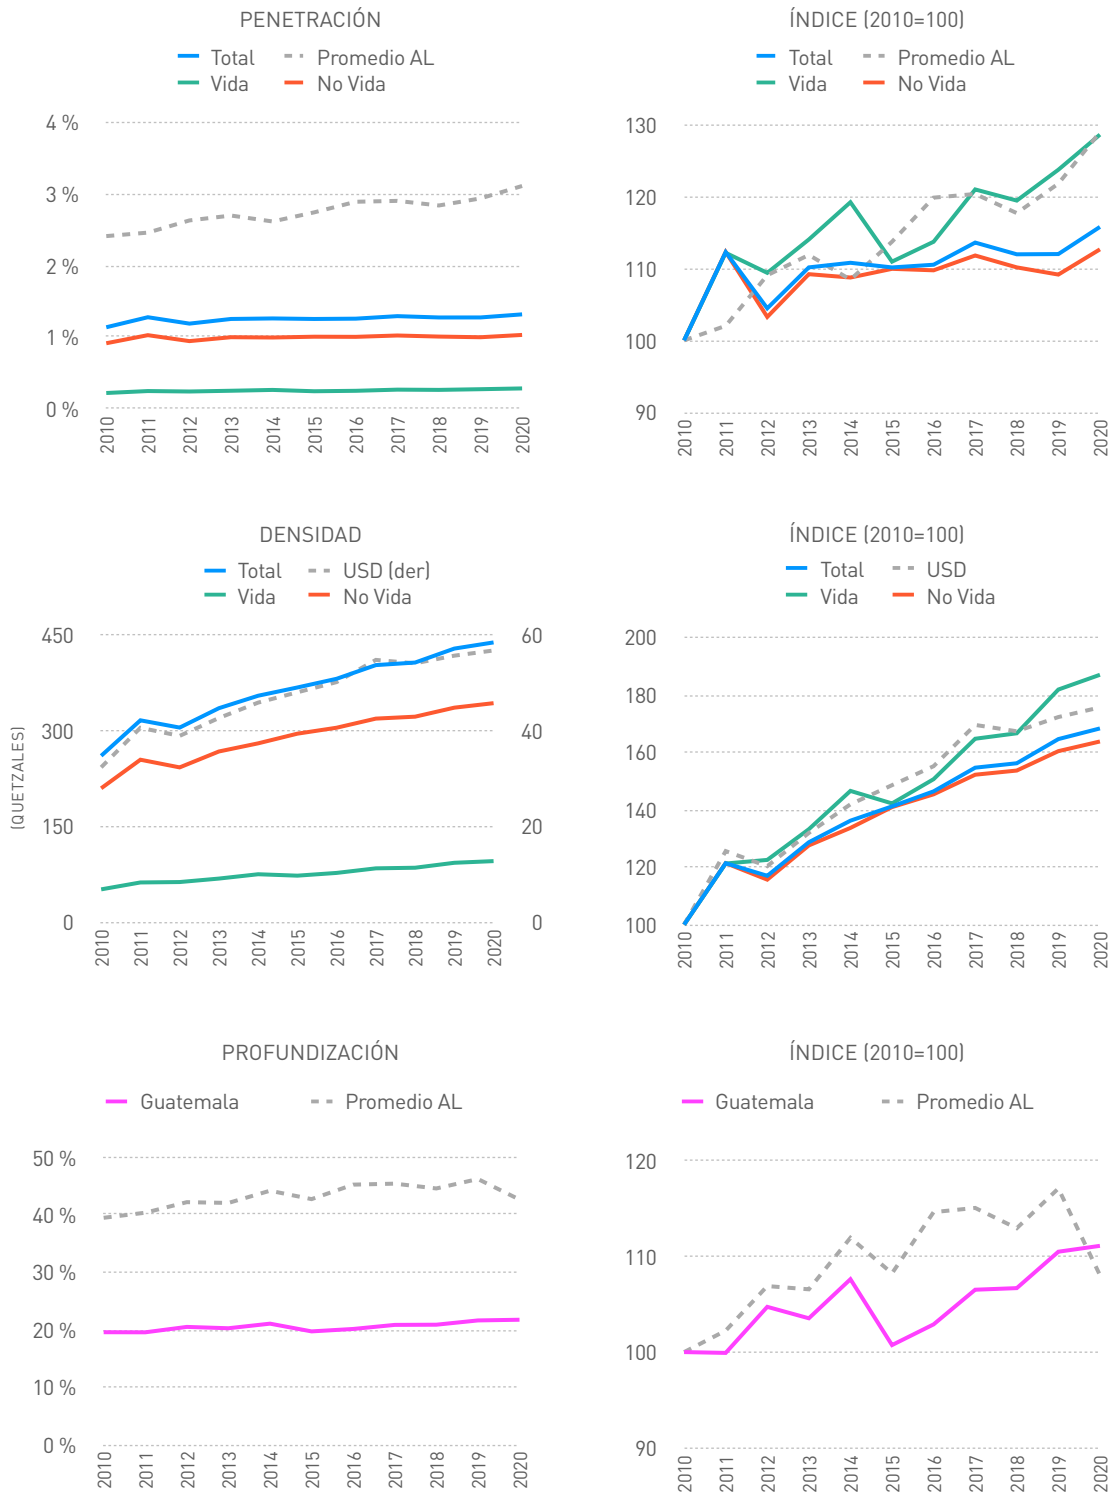 PENETRACIÓN
Total Promedio AL
Vida No Vida
4 %
3 %
2 %
1 %
0 %
2010 2011 2012 2013 2014 2015 2016 2017 2018 2019 2020
ÍNDICE (2010=100)
Total Promedio AL
Vida No Vida
130
120
110
100
90
2010 2011 2012 2013 2014 2015 2016 2017 2018 2019 2020
DENSIDAD
Total USD (der)
Vida No Vida
(QUETZALES)
450 60
300 40
150 20
0 0
2010 2011 2012 2013 2014 2015 2016 2017 2018 2019 2020
ÍNDICE (2010=100)
Total USD
Vida No Vida
200
180
160
140
120
100
2010 2011 2012 2013 2014 2015 2016 2017 2018 2019 2020
PROFUNDIZACIÓN
Guatemala Promedio AL
50 %
40 %
30 %
20 %
10 %
0 %
2010 2011 2012 2013 2014 2015 2016 2017 2018 2019 2020
ÍNDICE (2010=100)
Guatemala Promedio AL
120
110
100
90
2010 2011 2012 2013 2014 2015 2016 2017 2018 2019 2020